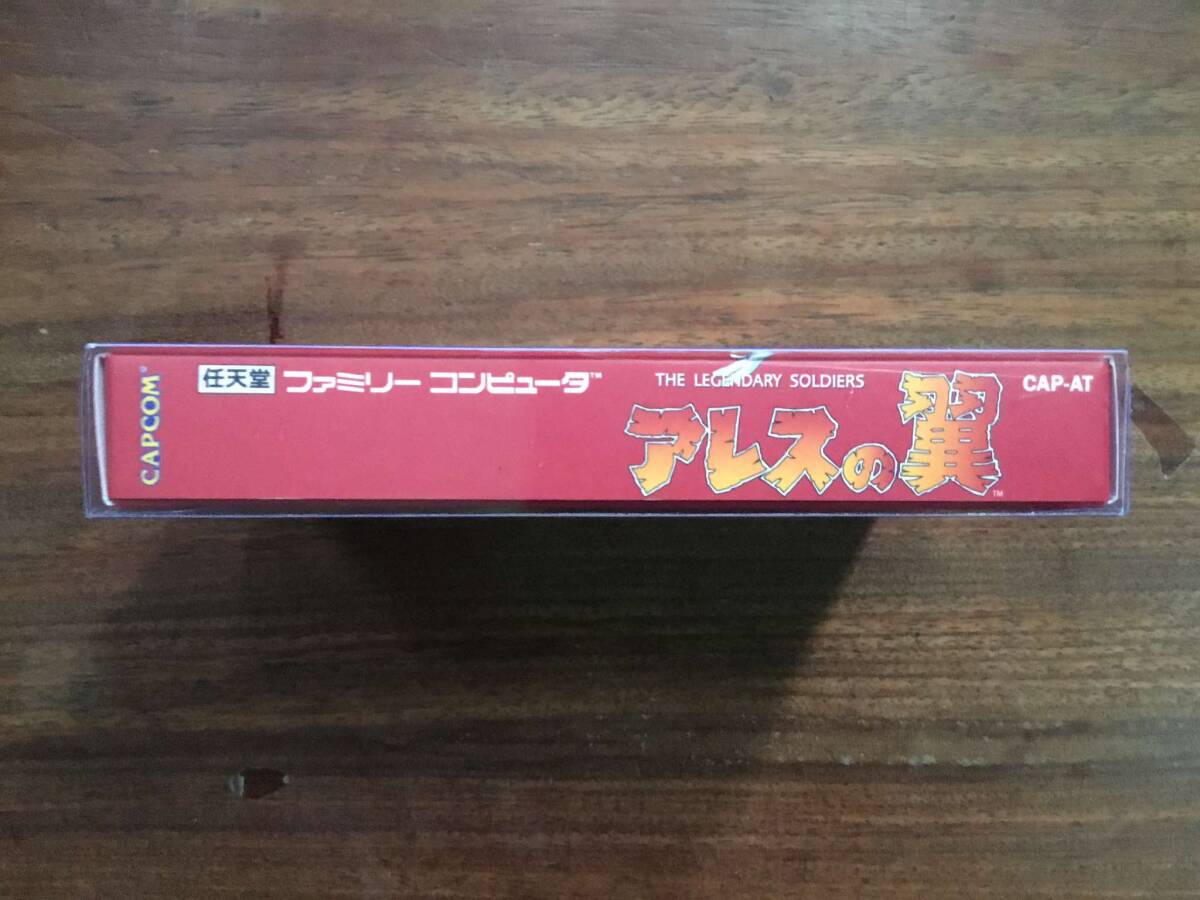 CAPCOM
任天堂 ファミリー コンピュータ™
THE LEGENDARY SOLDIERS
アレスの翼™
CAP-AT